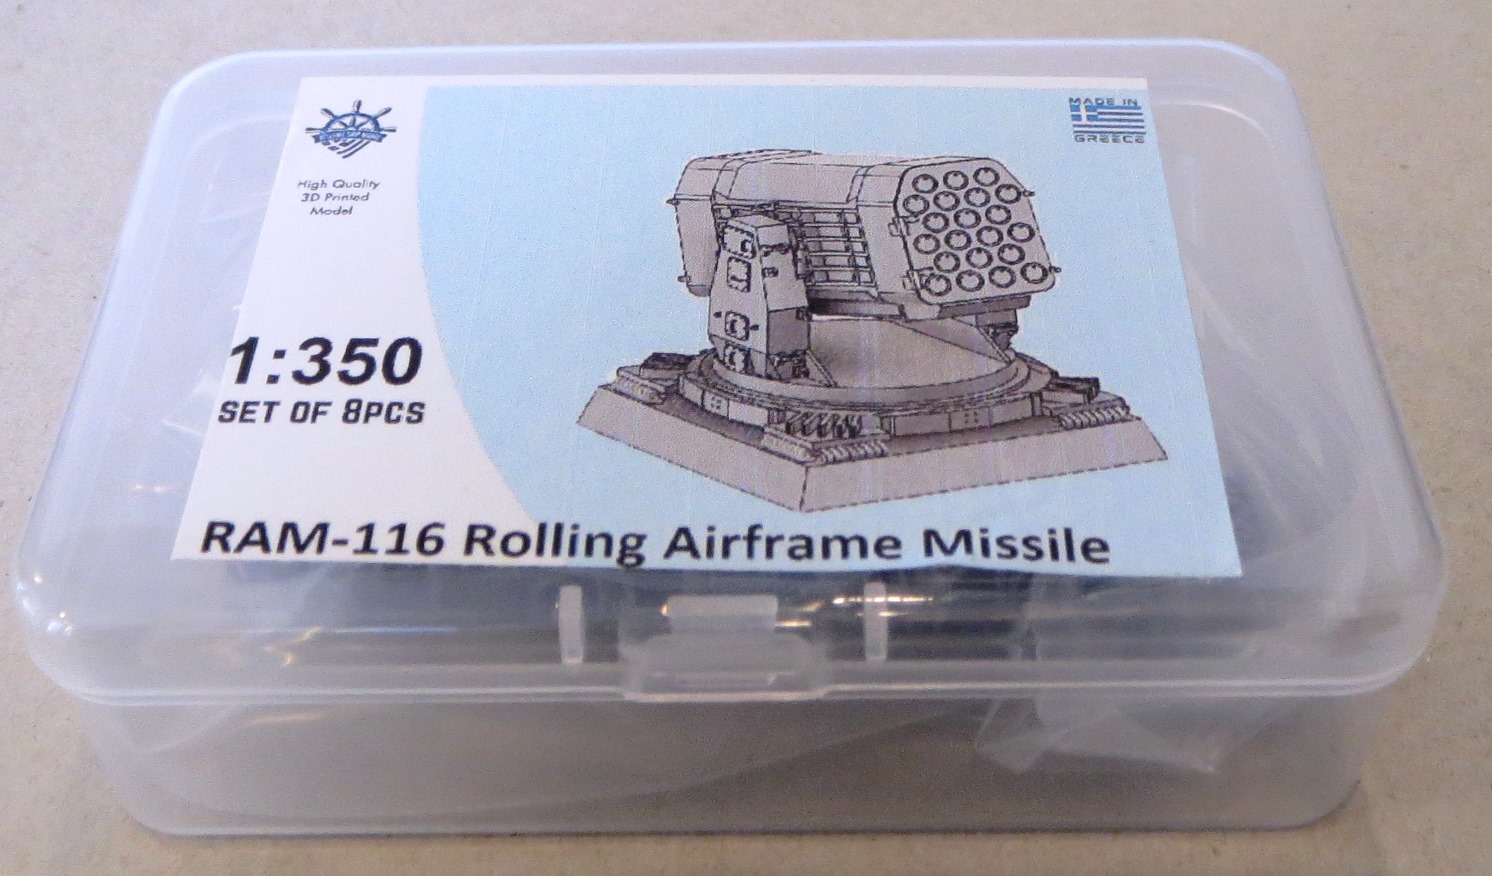 MADE IN
GREECE
High Quality
3D Printed
Model
1:350
SET OF 8PCS
RAM-116 Rolling Airframe Missile